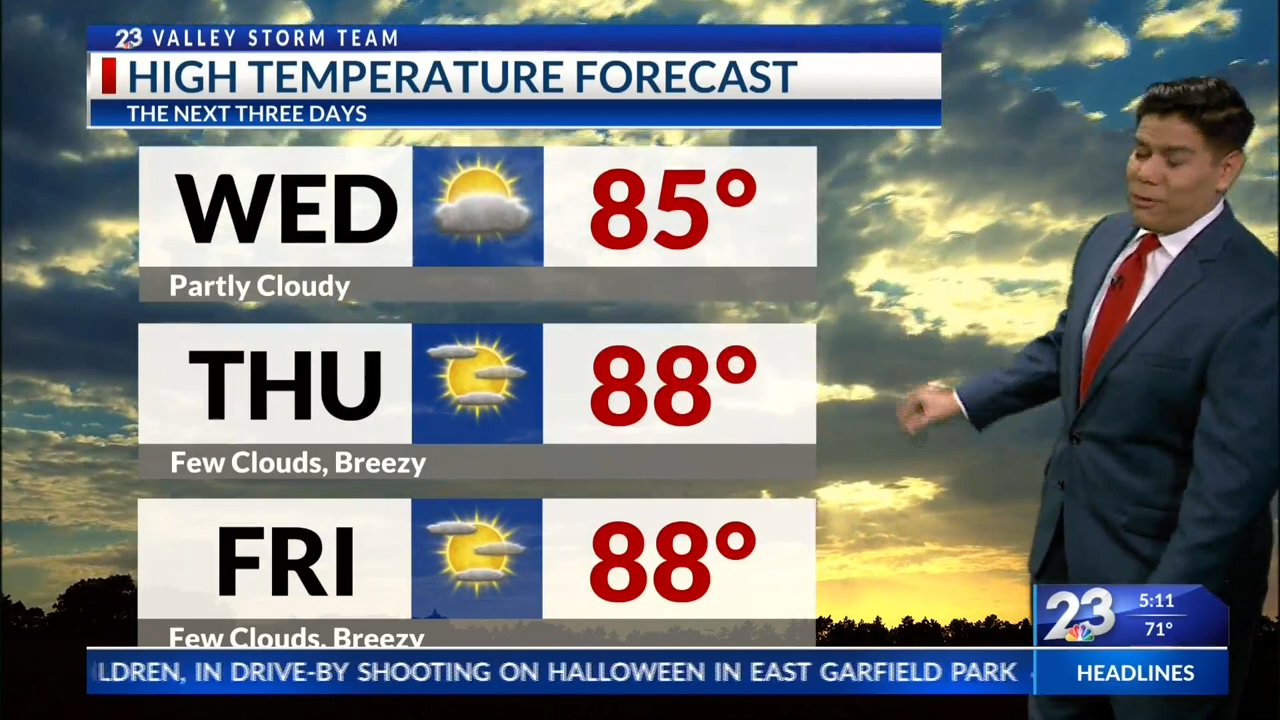 23 VALLEY STORM TEAM
HIGH TEMPERATURE FORECAST
THE NEXT THREE DAYS
WED 85°
Partly Cloudy
THU 88°
Few Clouds, Breezy
FRI 88°
Few Clouds, Breezy
23 5:11
71°
LDREN, IN DRIVE-BY SHOOTING ON HALLOWEEN IN EAST GARFIELD PARK
HEADLINES